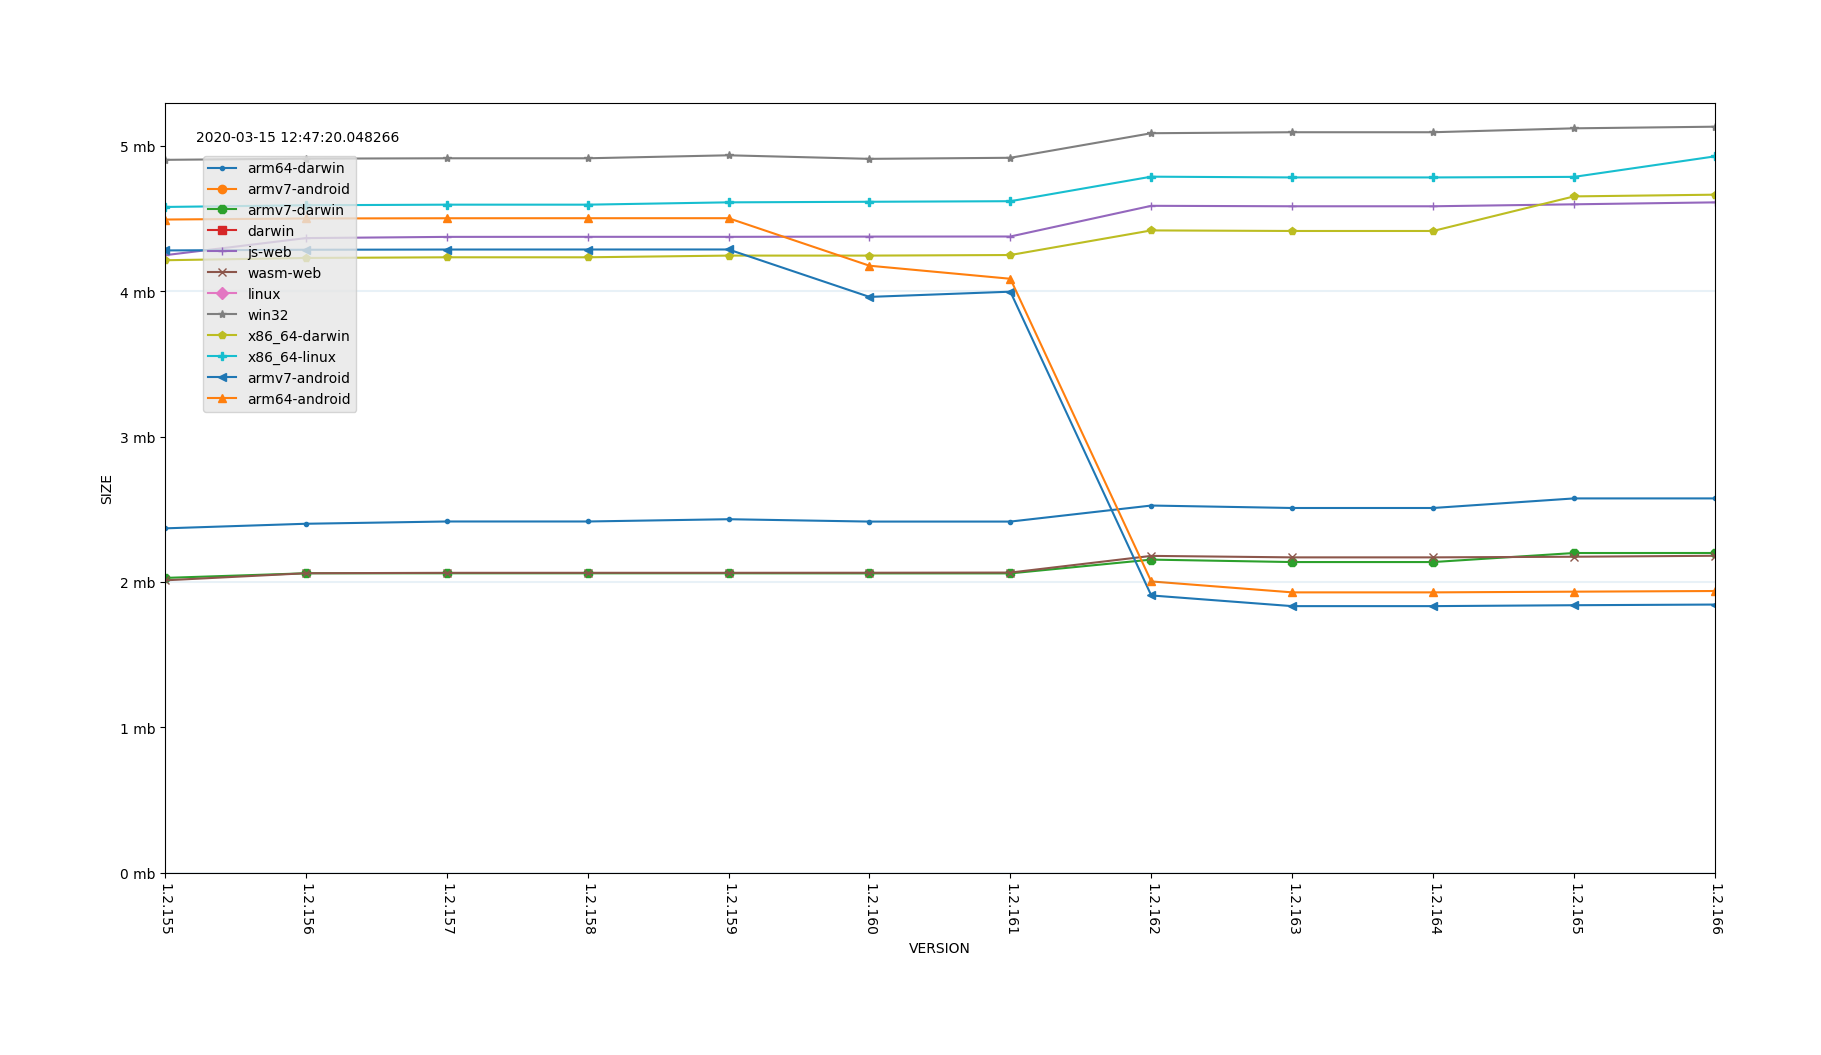 2020-03-15 12:47:20.048266
arm64-darwin
armv7-android
armv7-darwin
darwin
js-web
wasm-web
linux
win32
x86_64-darwin
x86_64-linux
armv7-android
arm64-android
5 mb
4 mb
3 mb
2 mb
1 mb
0 mb
SIZE
1.2.155
1.2.156
1.2.157
1.2.158
1.2.159
1.2.160
1.2.161
1.2.162
1.2.163
1.2.164
1.2.165
1.2.166
VERSION